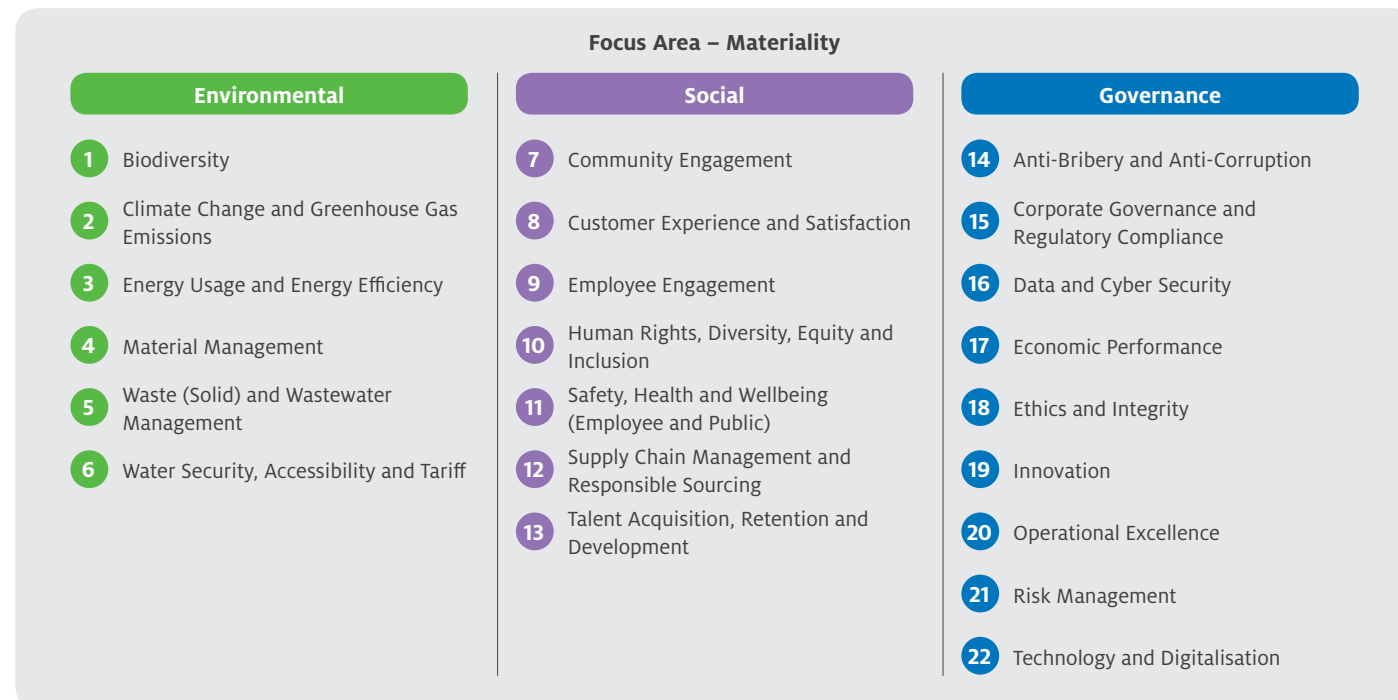 Focus Area – Materiality
Environmental
1 Biodiversity
2 Climate Change and Greenhouse Gas
Emissions
3 Energy Usage and Energy Efficiency
4 Material Management
5 Waste (Solid) and Wastewater
Management
6 Water Security, Accessibility and Tariff
Social
7 Community Engagement
8 Customer Experience and Satisfaction
9 Employee Engagement
10 Human Rights, Diversity, Equity and
Inclusion
11 Safety, Health and Wellbeing
(Employee and Public)
12 Supply Chain Management and
Responsible Sourcing
13 Talent Acquisition, Retention and
Development
Governance
14 Anti-Bribery and Anti-Corruption
15 Corporate Governance and
Regulatory Compliance
16 Data and Cyber Security
17 Economic Performance
18 Ethics and Integrity
19 Innovation
20 Operational Excellence
21 Risk Management
22 Technology and Digitalisation